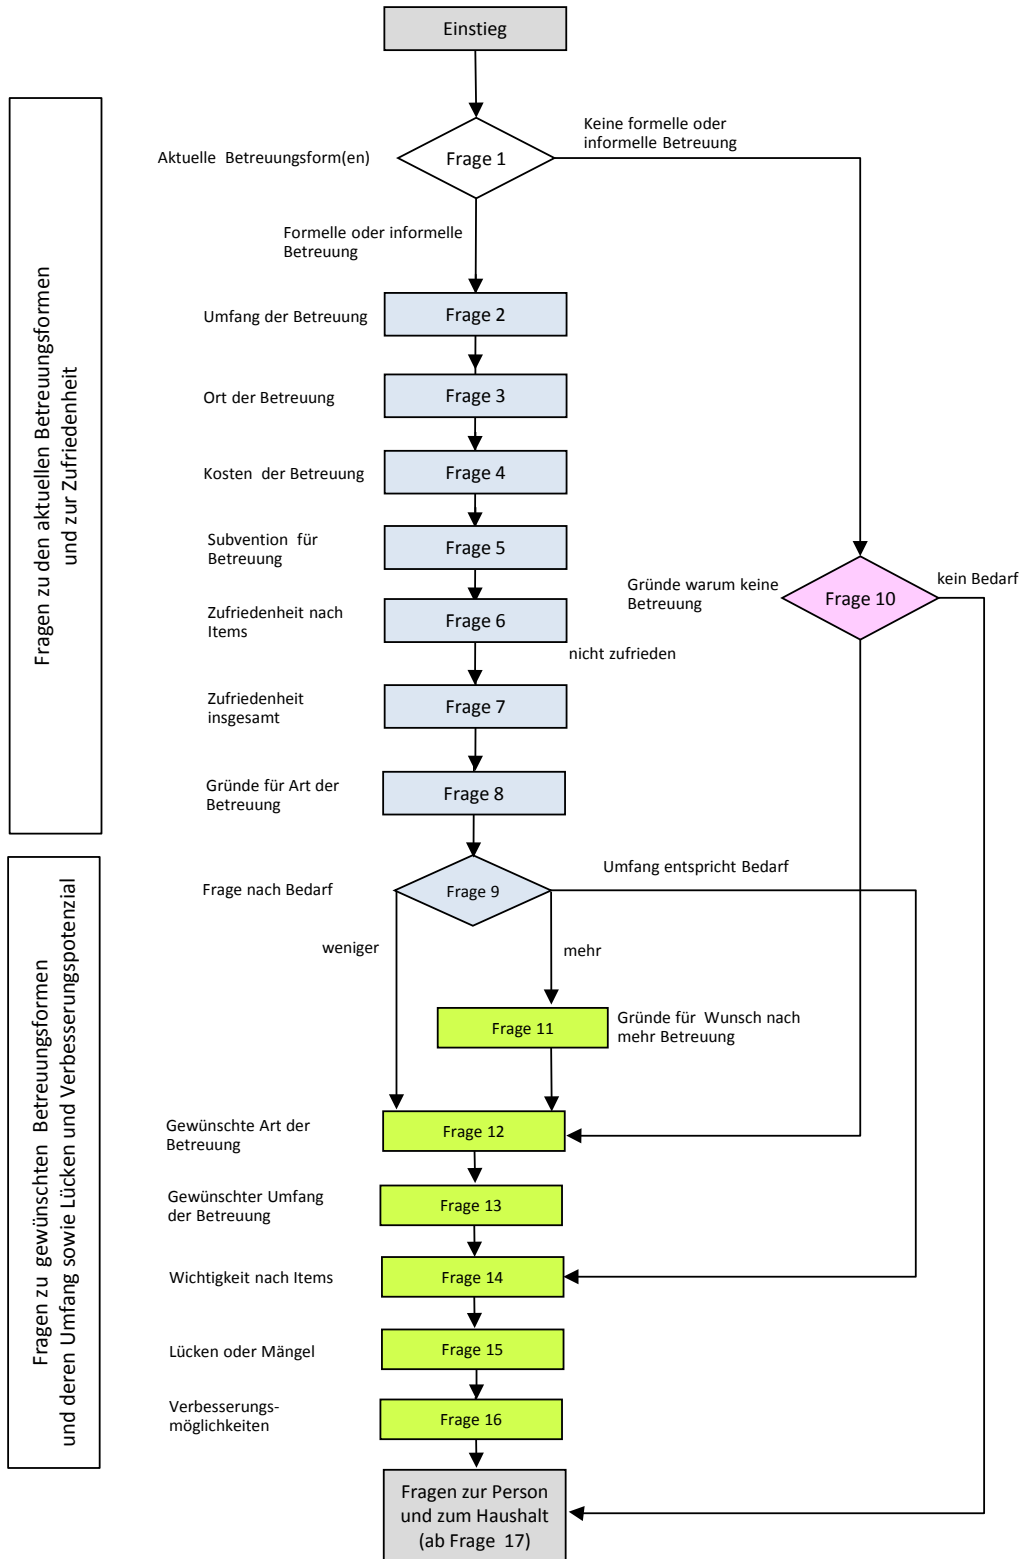 Einstieg
Keine formelle oder
informelle Betreuung
Aktuelle Betreuungsform(en)
Frage 1
Formelle oder informelle
Betreuung
Umfang der Betreuung
Frage 2
Ort der Betreuung
Frage 3
Kosten der Betreuung
Frage 4
Subvention für
Betreuung
Frage 5
Gründe warum keine
Betreuung
Frage 10
kein Bedarf
Zufriedenheit nach
Items
Frage 6
nicht zufrieden
Zufriedenheit
insgesamt
Frage 7
Gründe für Art der
Betreuung
Frage 8
Fragen zu den aktuellen Betreuungsformen
und zur Zufriedenheit
Frage nach Bedarf
Frage 9
Umfang entspricht Bedarf
weniger
mehr
Frage 11
Gründe für Wunsch nach
mehr Betreuung
Gewünschte Art der
Betreuung
Frage 12
Gewünschter Umfang
der Betreuung
Frage 13
Wichtigkeit nach Items
Frage 14
Lücken oder Mängel
Frage 15
Verbesserungs-
möglichkeiten
Frage 16
Fragen zu gewünschten Betreuungsformen
und deren Umfang sowie Lücken und Verbesserungspotenzial
Fragen zur Person
und zum Haushalt
(ab Frage 17)